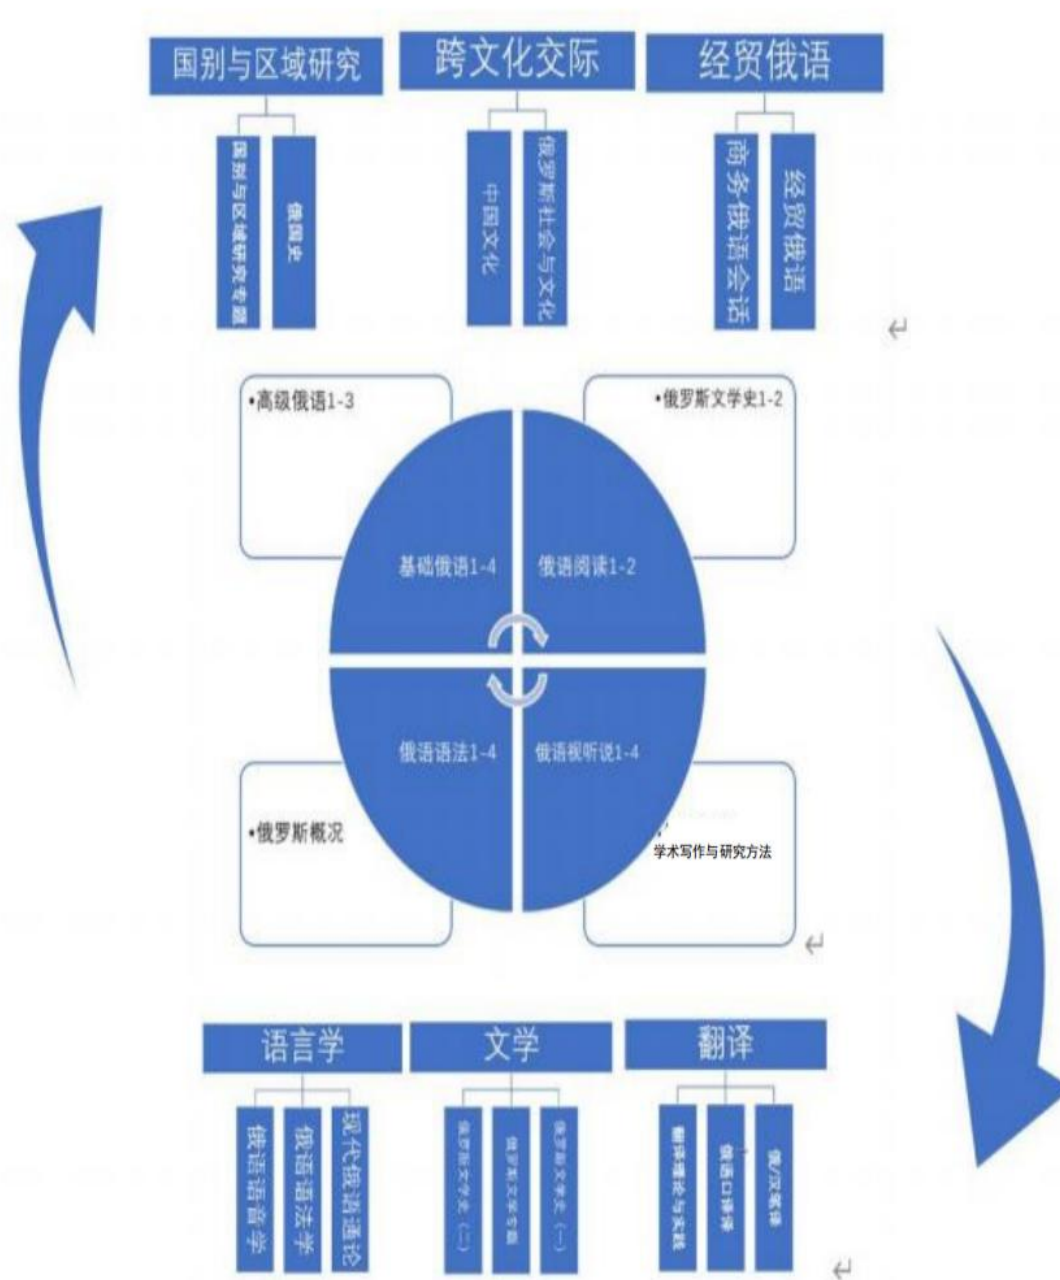 国别与区域研究
跨文化交际
经贸俄语
国别与区域研究专题
俄国史
中国文化
俄罗斯社会与文化
商务俄语会话
经贸俄语
•高级俄语1-3
•俄罗斯文学史1-2
基础俄语1-4
俄语阅读1-2
俄语语法1-4
俄语视听说1-4
•俄罗斯概况
学术写作与研究方法
语言学
文学
翻译
俄语语音学
俄语语法学
现代俄语通论
俄罗斯文学史（二）
俄罗斯文学专题
俄罗斯文学史（一）
翻译理论与实践
俄/汉笔译